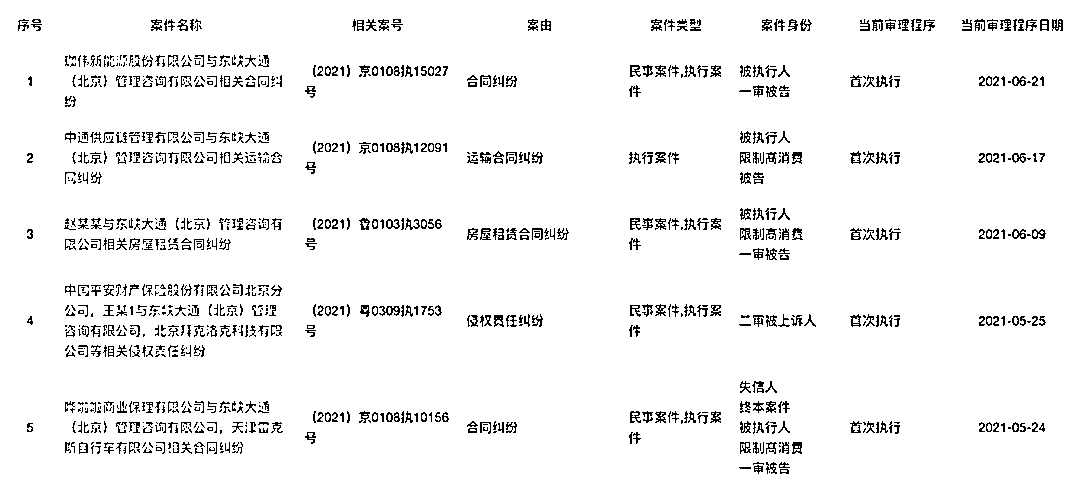 序号 案件名称 相关案号 案由 案件类型 案件身份 当前审理程序 当前审理程序日期
1 珈伟新能源股份有限公司与东峡大通（北京）管理咨询有限公司相关合同纠纷 （2021）京0108执15027号 合同纠纷 民事案件,执行案件 被执行人 一审被告 首次执行 2021-06-21
2 中通供应链管理有限公司与东峡大通（北京）管理咨询有限公司相关运输合同纠纷 （2021）京0108执12091号 运输合同纠纷 执行案件 被执行人 限制高消费 被告 首次执行 2021-06-17
3 赵某某与东峡大通（北京）管理咨询有限公司相关房屋租赁合同纠纷 （2021）鲁0103执3056号 房屋租赁合同纠纷 民事案件,执行案件 被执行人 限制高消费 一审被告 首次执行 2021-06-09
4 中国平安财产保险股份有限公司北京分公司，王某1与东峡大通（北京）管理咨询有限公司，北京拜克洛克科技有限公司等相关侵权责任纠纷 （2021）粤0309执1753号 侵权责任纠纷 民事案件,执行案件 二审被上诉人 首次执行 2021-05-25
5 商业保理有限公司与东峡大通（北京）管理咨询有限公司，天津雷克斯自行车有限公司相关合同纠纷 （2021）京0108执10156号 合同纠纷 民事案件,执行案件 失信人 终本案件 被执行人 限制高消费 一审被告 首次执行 2021-05-24